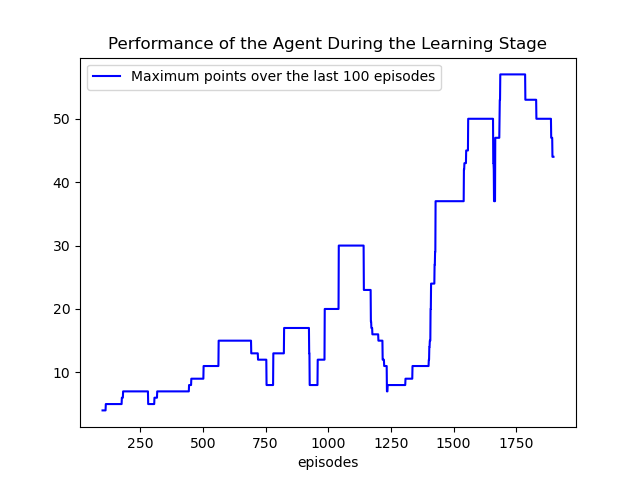 Performance of the Agent During the Learning Stage
Maximum points over the last 100 episodes
50
40
30
20
10
250 500 750 1000 1250 1500 1750
episodes